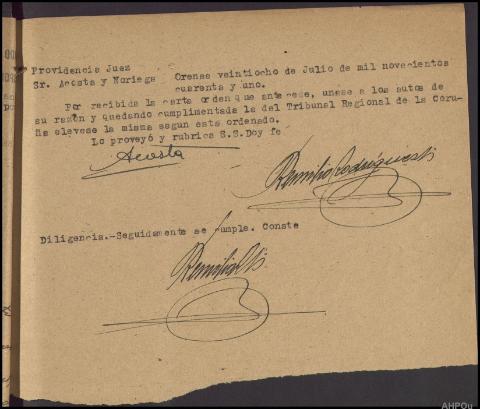 Providencia Juez
Sr. Acosta y Noriega Orense veintiocho de Julio de mil novecientos
cuarenta y uno.
Por recibida la carta orden que antecede, unase a los autos de
su razón y quedando cumplimentada la del Tribunal Regional de la Coru-
ña elevese la misma segun esta ordenado.
Lo proveyó y rubrica S.S. Doy fe
Acosta
Diligencia.-Seguidamente se cumple. Conste
AHPOu